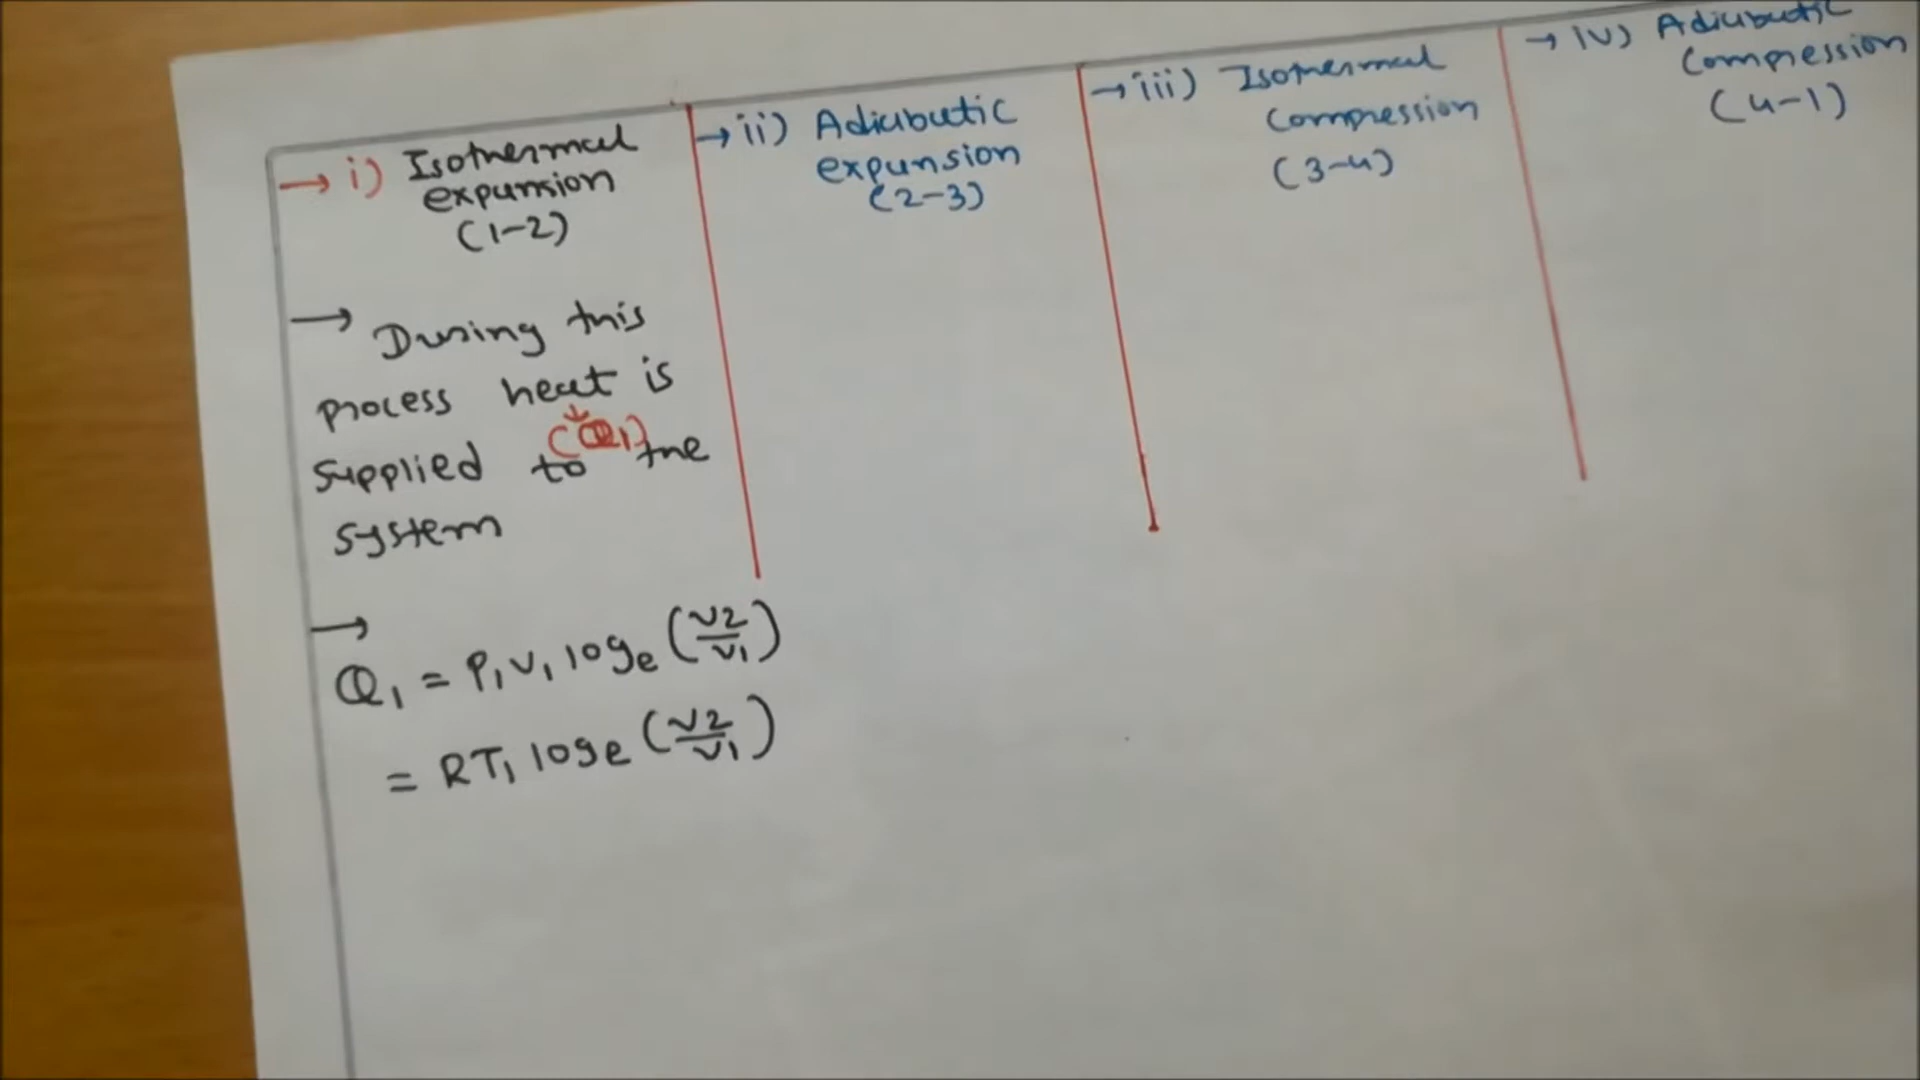 → i) Isothermal
expansion
(1-2)
→ During this
process heat is
(Q1)
supplied to the
system
→
Q₁ = P₁V₁ logₑ (V2/V₁)
= RT₁ loge (V2/V₁)
→ ii) Adiabatic
expansion
(2-3)
→ iii) Isothermal
compression
(3-4)
→ iv) Adiabatic
compression
(4-1)